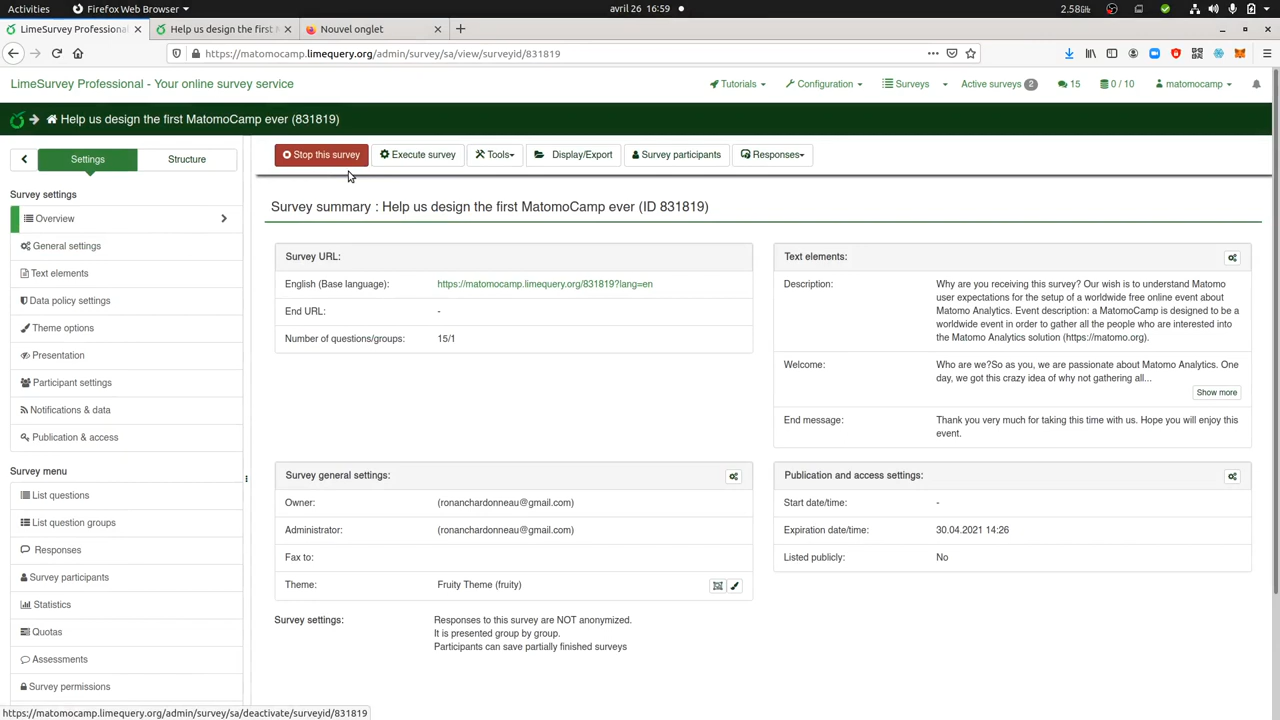 Activities Firefox Web Browser avril 26 16:59 2.58 GB
LimeSurvey Professional Help us design the first M Nouvel onglet
https://matomocamp.limequery.org/admin/survey/sa/view/surveyid/831819
LimeSurvey Professional - Your online survey service Tutorials Configuration Surveys Active surveys 2 15 0 / 10 matomocamp
Help us design the first MatomoCamp ever (831819)
Settings Structure
Stop this survey Execute survey Tools Display/Export Survey participants Responses
Survey settings
Overview
General settings
Text elements
Data policy settings
Theme options
Presentation
Participant settings
Notifications & data
Publication & access
Survey menu
List questions
List question groups
Responses
Survey participants
Statistics
Quotas
Assessments
Survey permissions
Survey summary : Help us design the first MatomoCamp ever (ID 831819)
Survey URL:
English (Base language): https://matomocamp.limequery.org/831819?lang=en
End URL: -
Number of questions/groups: 15/1
Text elements:
Description: Why are you receiving this survey? Our wish is to understand Matomo
user expectations for the setup of a worldwide free online event about
Matomo Analytics. Event description: a MatomoCamp is designed to be a
worldwide event in order to gather all the people who are interested into
the Matomo Analytics solution (https://matomo.org).
Welcome: Who are we?So as you, we are passionate about Matomo Analytics. One
day, we got this crazy idea of why not gathering all...
Show more
End message: Thank you very much for taking this time with us. Hope you will enjoy this
event.
Survey general settings:
Owner: (ronanchardonneau@gmail.com)
Administrator: (ronanchardonneau@gmail.com)
Fax to:
Theme: Fruity Theme (fruity)
Publication and access settings:
Start date/time: -
Expiration date/time: 30.04.2021 14:26
Listed publicly: No
Survey settings: Responses to this survey are NOT anonymized.
It is presented group by group.
Participants can save partially finished surveys
https://matomocamp.limequery.org/admin/survey/sa/deactivate/surveyid/831819